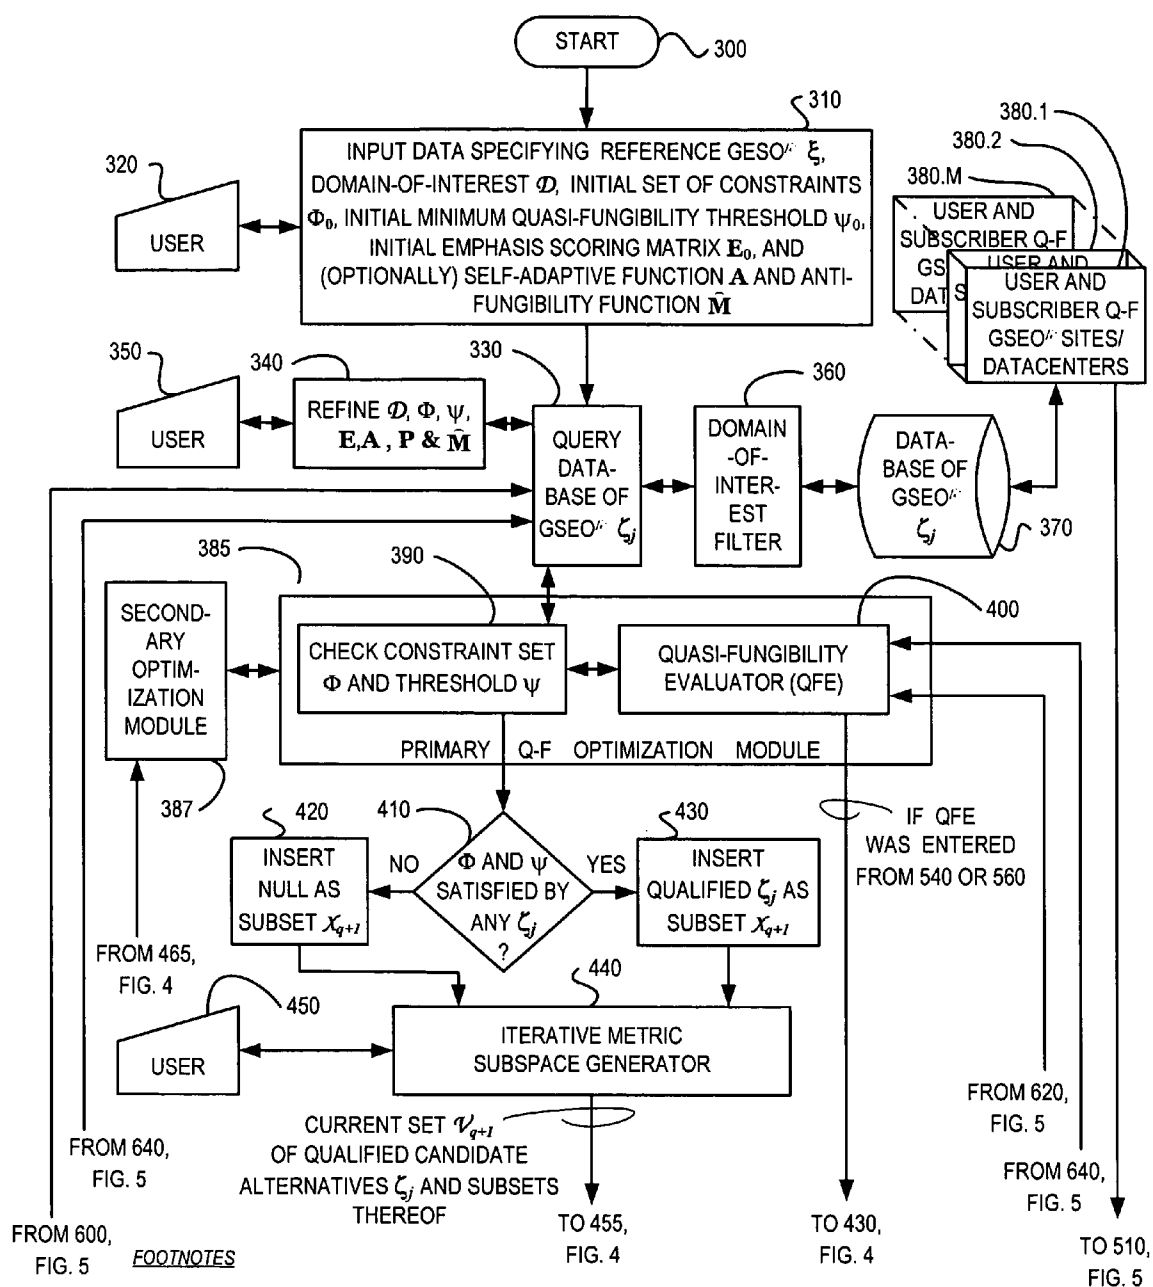 START
300
310
INPUT DATA SPECIFYING REFERENCE GESO ξ,
DOMAIN-OF-INTEREST 𝒟, INITIAL SET OF CONSTRAINTS
Φ₀, INITIAL MINIMUM QUASI-FUNGIBILITY THRESHOLD ψ₀,
INITIAL EMPHASIS SCORING MATRIX E₀, AND
(OPTIONALLY) SELF-ADAPTIVE FUNCTION A AND ANTI-
FUNGIBILITY FUNCTION M̂
320
USER
380.1
380.2
380.M
USER AND
SUBSCRIBER Q-F
GS
DAT
USER AND
S
USER AND
SUBSCRIBER Q-F
GSEO SITES/
DATACENTERS
350
USER
340
REFINE 𝒟, Φ, ψ,
E,A , P & M̂
330
QUERY
DATA-
BASE OF
GSEO ζj
360
DOMAIN
-OF-
INTER-
EST
FILTER
DATA-
BASE OF
GSEO
ζj
370
385
390
400
SECOND-
ARY
OPTIM-
IZATION
MODULE
387
CHECK CONSTRAINT SET
Φ AND THRESHOLD ψ
QUASI-FUNGIBILITY
EVALUATOR (QFE)
PRIMARY Q-F OPTIMIZATION MODULE
420
INSERT
NULL AS
SUBSET χq+1
410
NO
Φ AND ψ
SATISFIED BY
ANY ζj
?
YES
430
INSERT
QUALIFIED ζj AS
SUBSET χq+1
IF QFE
WAS ENTERED
FROM 540 OR 560
FROM 465,
FIG. 4
450
USER
440
ITERATIVE METRIC
SUBSPACE GENERATOR
CURRENT SET 𝒱q+1
OF QUALIFIED CANDIDATE
ALTERNATIVES ζj AND SUBSETS
THEREOF
FROM 620,
FIG. 5
FROM 640,
FIG. 5
FROM 640,
FIG. 5
FROM 600,
FIG. 5
FOOTNOTES
TO 455,
FIG. 4
TO 430,
FIG. 4
TO 510,
FIG. 5